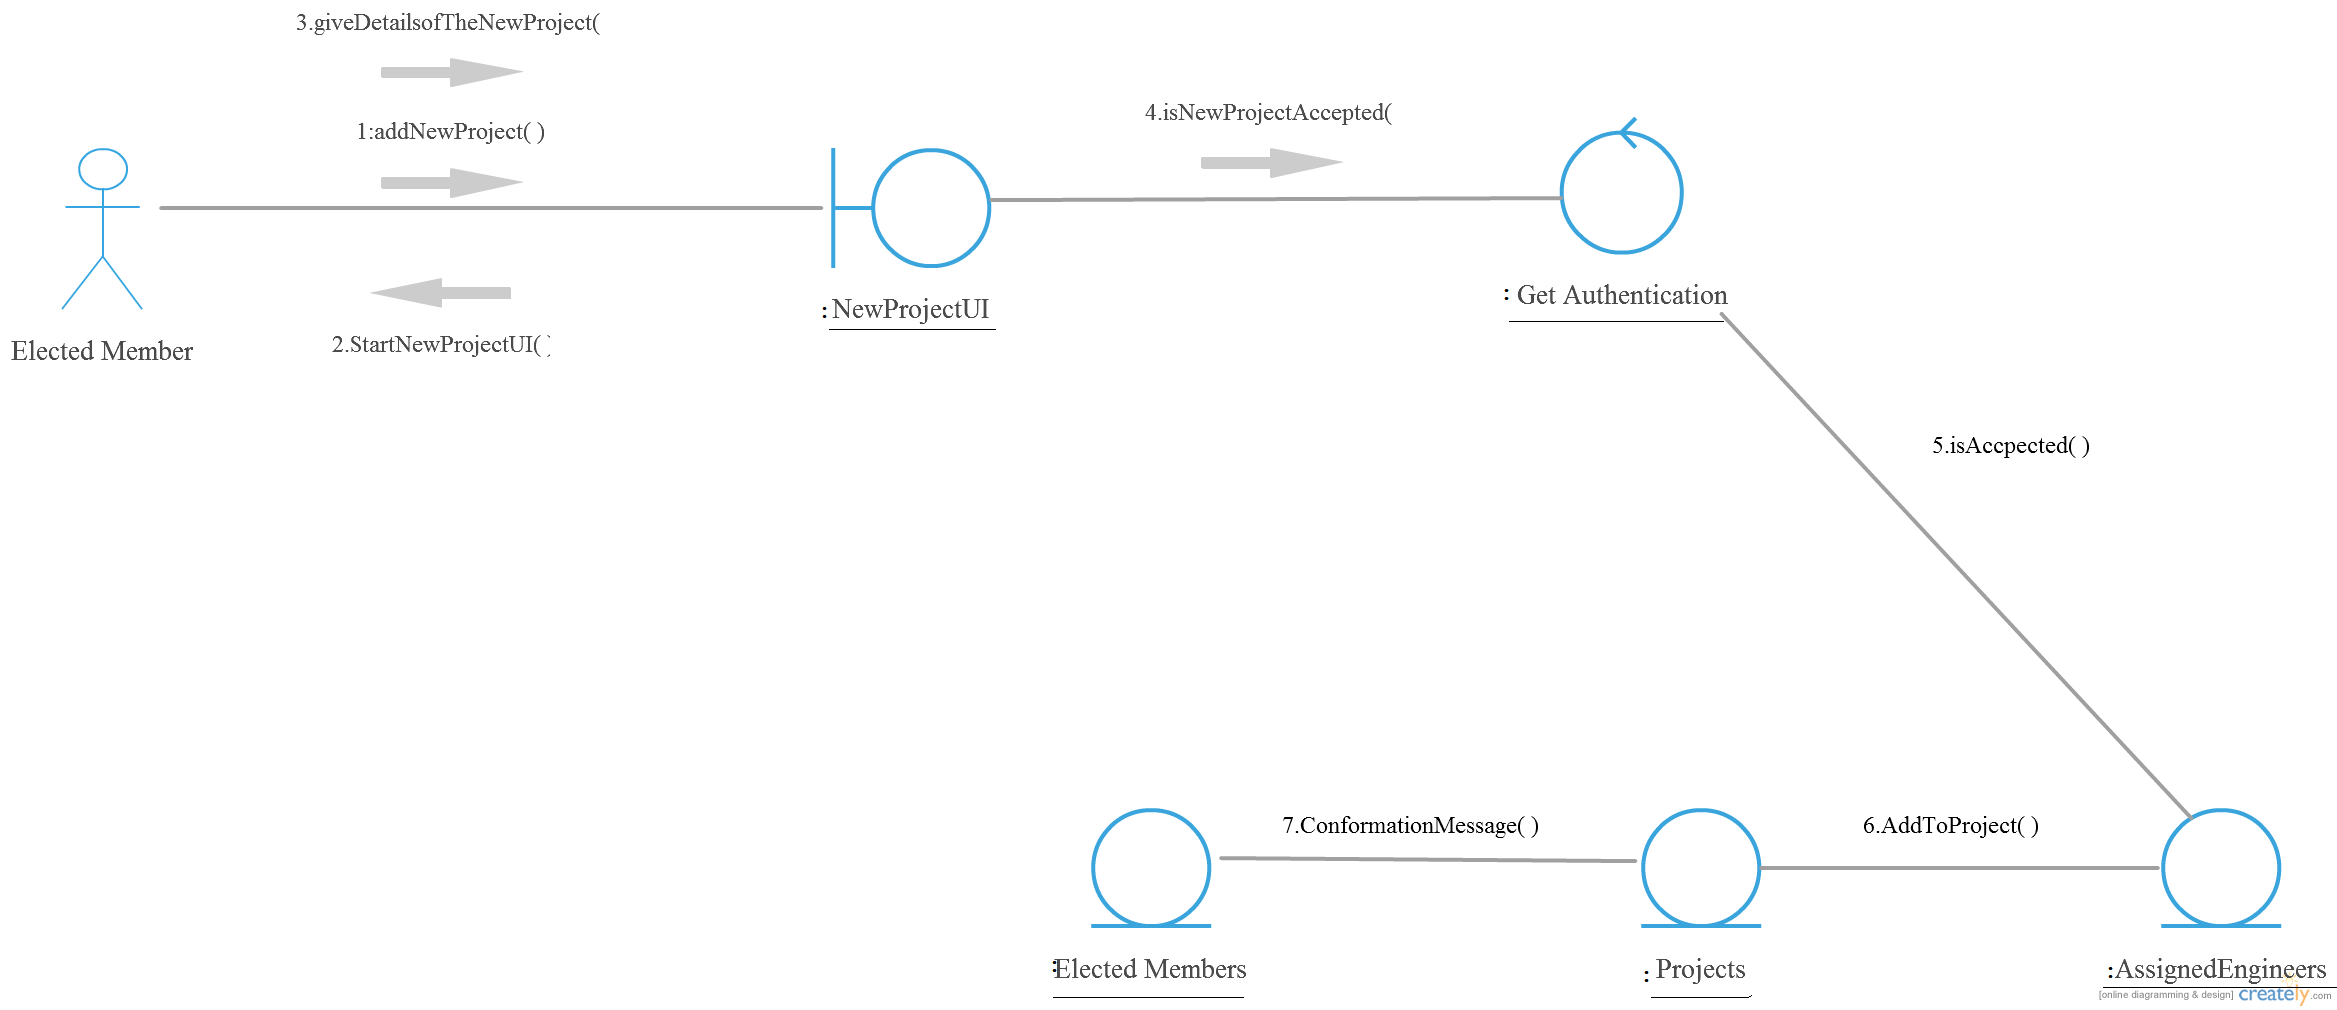 3.giveDetailsofTheNewProject(
1:addNewProject( )
4.isNewProjectAccepted(
: NewProjectUI
: Get Authentication
Elected Member
2.StartNewProjectUI( )
5.isAccpected( )
7.ConformationMessage( )
6.AddToProject( )
:Elected Members
: Projects
:AssignedEngineers
[online diagramming & design] creately.com